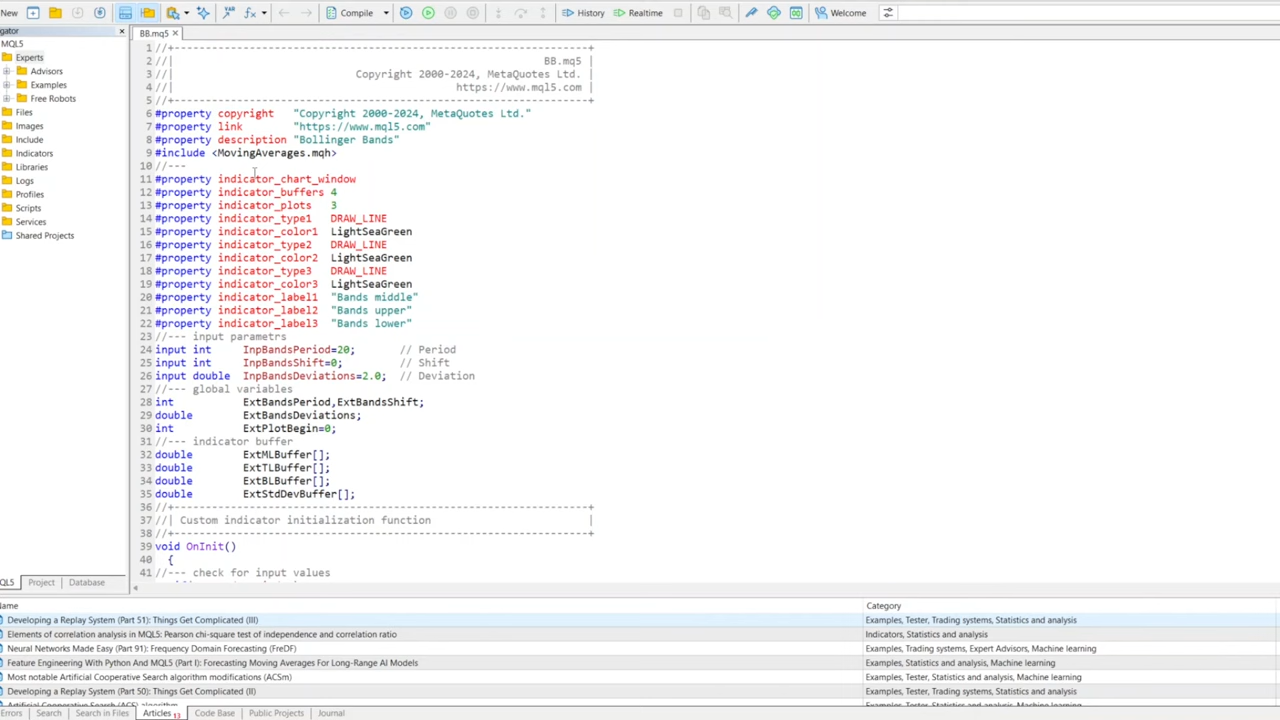 New
Compile
History
Realtime
Welcome
gator
MQL5
Experts
Advisors
Examples
Free Robots
Files
Images
Include
Indicators
Libraries
Logs
Profiles
Scripts
Services
Shared Projects
QL5 Project Database
BB.mq5
1 //+------------------------------------------------------------------+
2 //| BB.mq5 |
3 //| Copyright 2000-2024, MetaQuotes Ltd. |
4 //| https://www.mql5.com |
5 //+------------------------------------------------------------------+
6 #property copyright "Copyright 2000-2024, MetaQuotes Ltd."
7 #property link "https://www.mql5.com"
8 #property description "Bollinger Bands"
9 #include <MovingAverages.mqh>
10 //---
11 #property indicator_chart_window
12 #property indicator_buffers 4
13 #property indicator_plots 3
14 #property indicator_type1 DRAW_LINE
15 #property indicator_color1 LightSeaGreen
16 #property indicator_type2 DRAW_LINE
17 #property indicator_color2 LightSeaGreen
18 #property indicator_type3 DRAW_LINE
19 #property indicator_color3 LightSeaGreen
20 #property indicator_label1 "Bands middle"
21 #property indicator_label2 "Bands upper"
22 #property indicator_label3 "Bands lower"
23 //--- input parametrs
24 input int InpBandsPeriod=20; // Period
25 input int InpBandsShift=0; // Shift
26 input double InpBandsDeviations=2.0; // Deviation
27 //--- global variables
28 int ExtBandsPeriod,ExtBandsShift;
29 double ExtBandsDeviations;
30 int ExtPlotBegin=0;
31 //--- indicator buffer
32 double ExtMLBuffer[];
33 double ExtTLBuffer[];
34 double ExtBLBuffer[];
35 double ExtStdDevBuffer[];
36 //+------------------------------------------------------------------+
37 //| Custom indicator initialization function |
38 //+------------------------------------------------------------------+
39 void OnInit()
40 {
41 //--- check for input values
ame Category
Developing a Replay System (Part 51): Things Get Complicated (III) Examples, Tester, Trading systems, Statistics and analysis
Elements of correlation analysis in MQL5: Pearson chi-square test of independence and correlation ratio Indicators, Statistics and analysis
Neural Networks Made Easy (Part 91): Frequency Domain Forecasting (FreDF) Examples, Trading systems, Expert Advisors, Machine learning
Feature Engineering With Python And MQL5 (Part I): Forecasting Moving Averages For Long-Range AI Models Examples, Statistics and analysis, Machine learning
Most notable Artificial Cooperative Search algorithm modifications (ACSm) Examples, Tester, Statistics and analysis, Machine learning
Developing a Replay System (Part 50): Things Get Complicated (II) Examples, Tester, Trading systems, Statistics and analysis
Artificial Cooperative Search (ACS) algorithm
Errors Search Search in Files Articles 13 Code Base Public Projects Journal